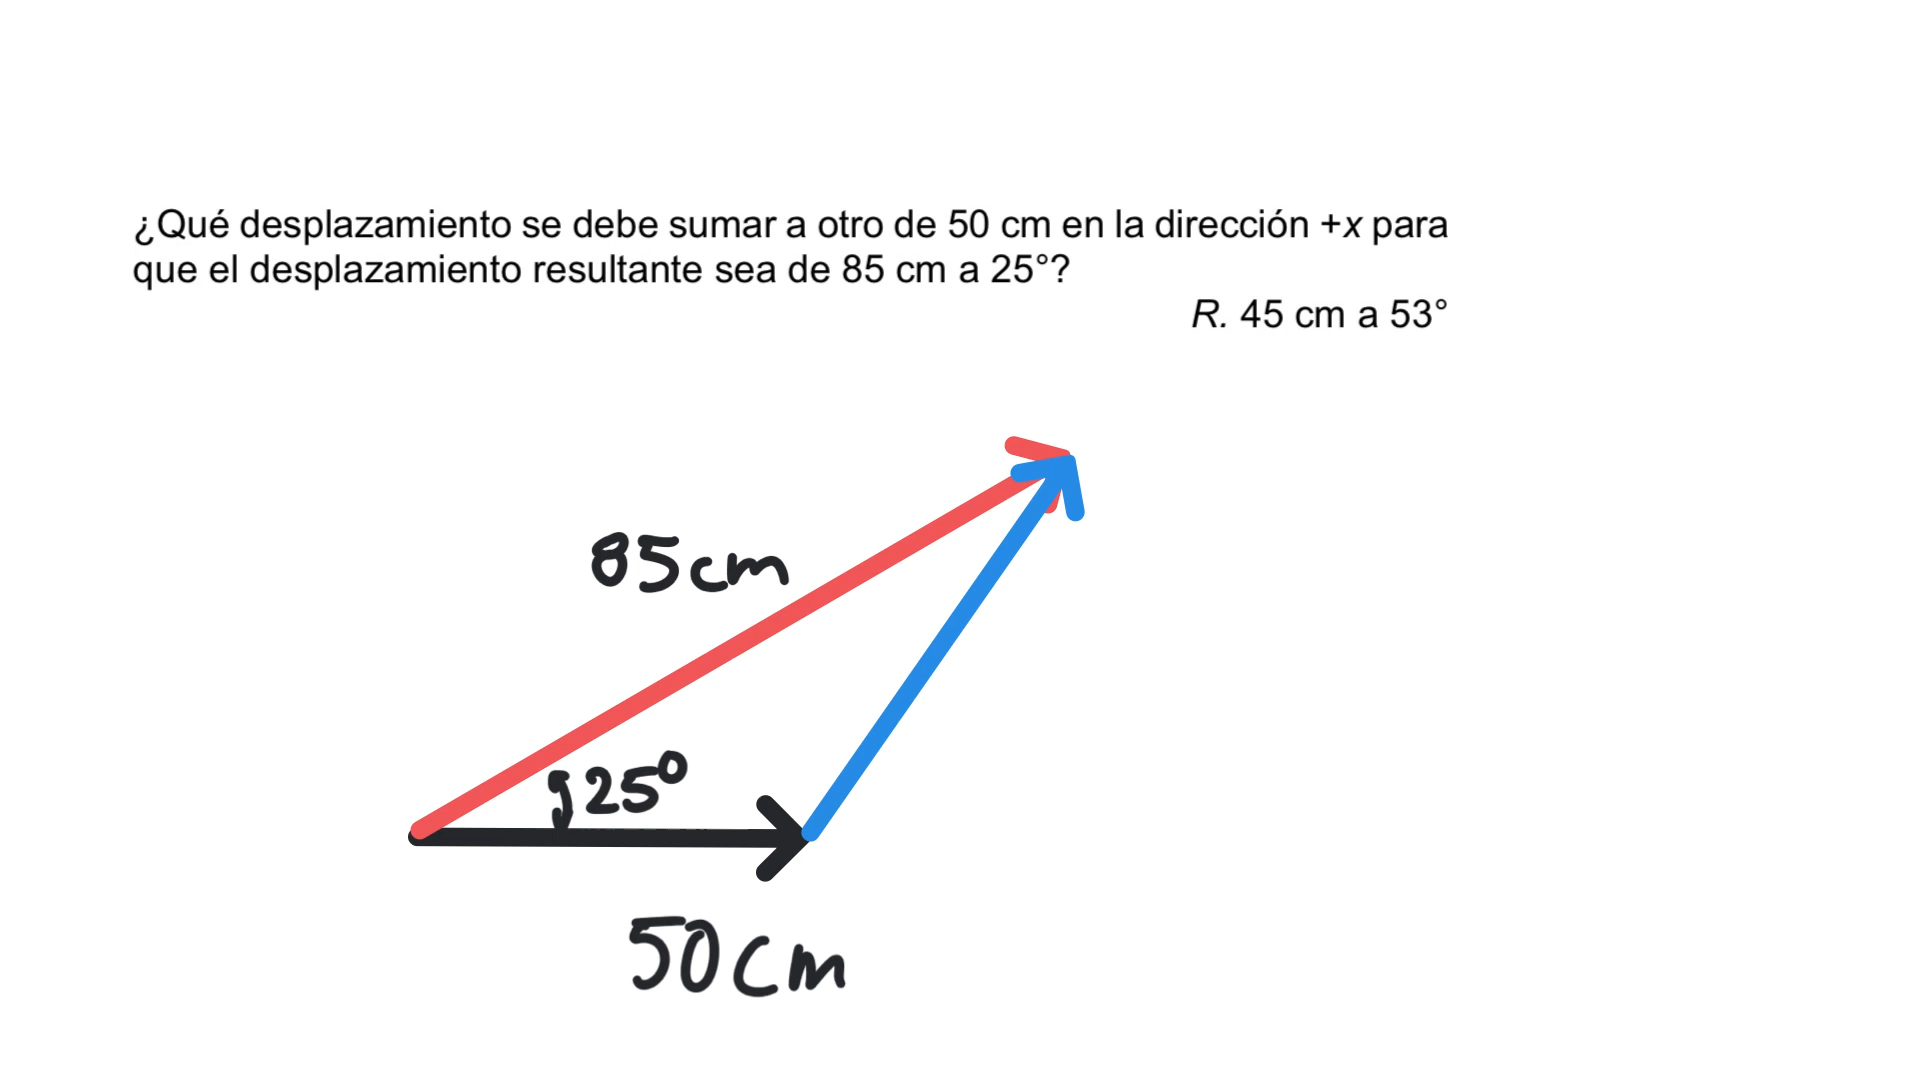 ¿Qué desplazamiento se debe sumar a otro de 50 cm en la dirección +x para
que el desplazamiento resultante sea de 85 cm a 25°?
R. 45 cm a 53°
85cm
25°
50cm